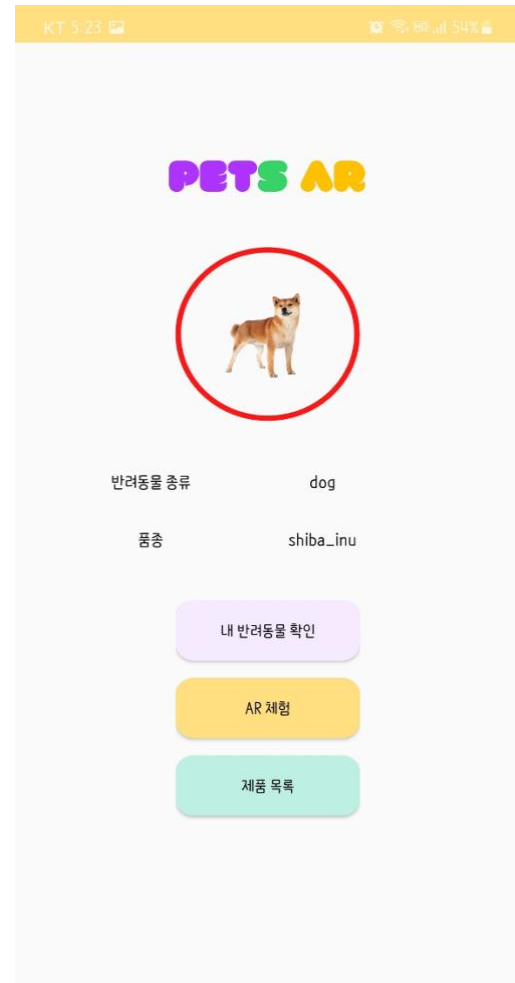 KT 5:23
54%
PETS AR
반려동물 종류 dog
품종 shiba_inu
내 반려동물 확인
AR 체험
제품 목록